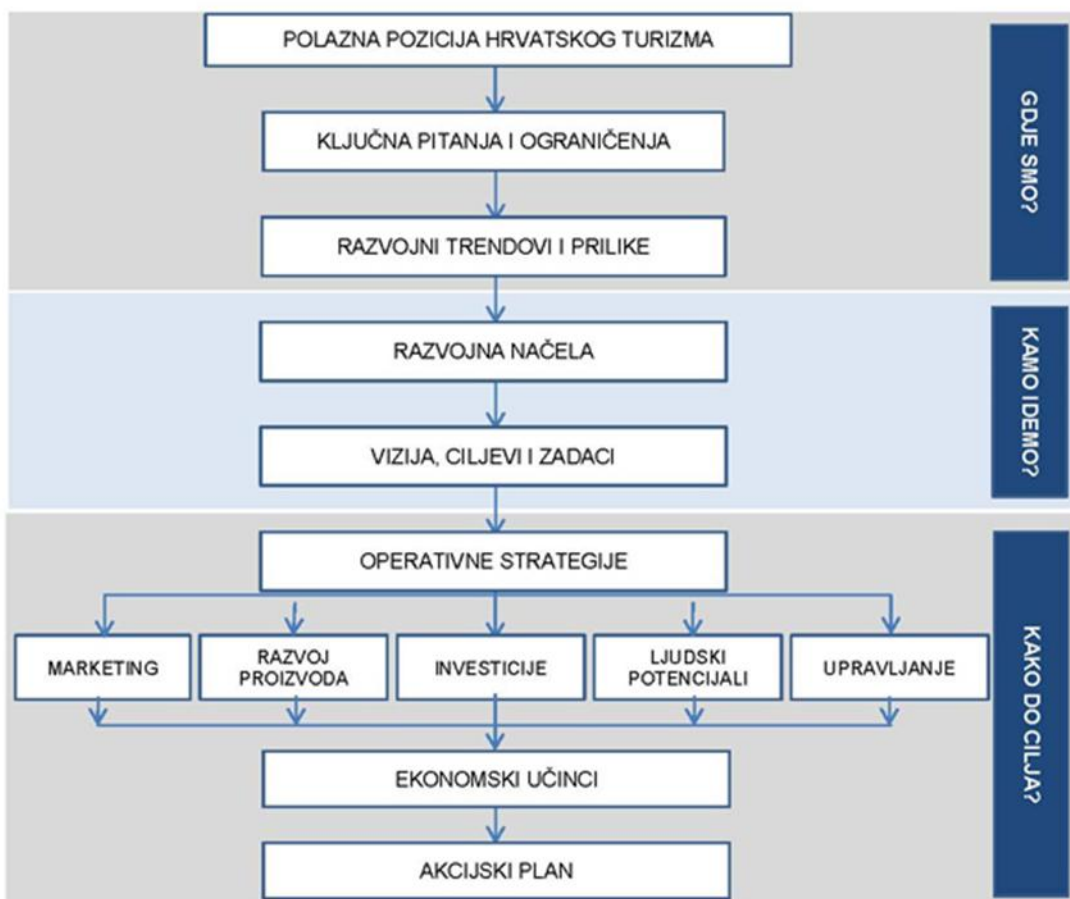 POLAZNA POZICIJA HRVATSKOG TURIZMA
KLJUČNA PITANJA I OGRANIČENJA
RAZVOJNI TRENDOVI I PRILIKE
GDJE SMO?
RAZVOJNA NAČELA
VIZIJA, CILJEVI I ZADACI
KAMO IDEMO?
OPERATIVNE STRATEGIJE
MARKETING
RAZVOJ
PROIZVODA
INVESTICIJE
LJUDSKI
POTENCIJALI
UPRAVLJANJE
EKONOMSKI UČINCI
AKCIJSKI PLAN
KAKO DO CILJA?